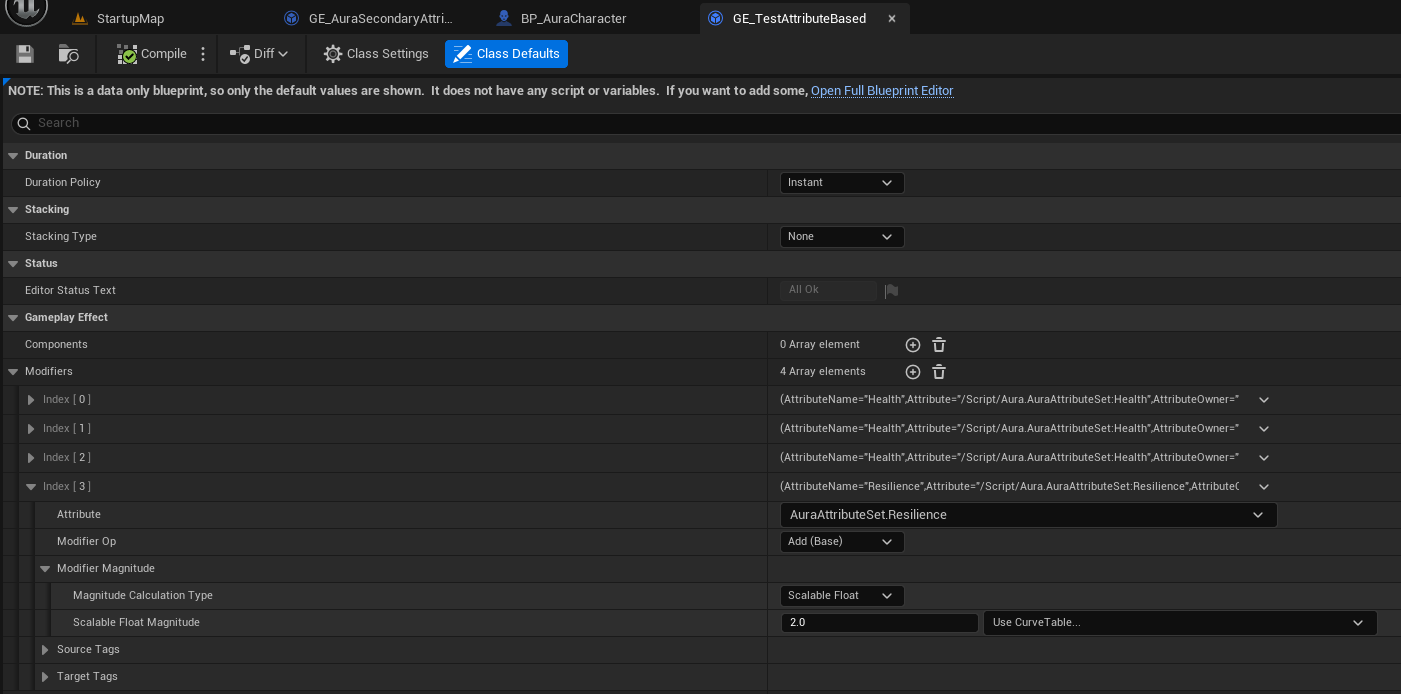 StartupMap GE_AuraSecondaryAttri... BP_AuraCharacter GE_TestAttributeBased
Compile Diff Class Settings Class Defaults
NOTE: This is a data only blueprint, so only the default values are shown. It does not have any script or variables. If you want to add some, Open Full Blueprint Editor
Search
Duration
Duration Policy Instant
Stacking
Stacking Type None
Status
Editor Status Text All Ok
Gameplay Effect
Components 0 Array element
Modifiers 4 Array elements
Index [ 0 ] (AttributeName="Health",Attribute="/Script/Aura.AuraAttributeSet:Health",AttributeOwner="
Index [ 1 ] (AttributeName="Health",Attribute="/Script/Aura.AuraAttributeSet:Health",AttributeOwner="
Index [ 2 ] (AttributeName="Health",Attribute="/Script/Aura.AuraAttributeSet:Health",AttributeOwner="
Index [ 3 ] (AttributeName="Resilience",Attribute="/Script/Aura.AuraAttributeSet:Resilience",Attribute
Attribute AuraAttributeSet.Resilience
Modifier Op Add (Base)
Modifier Magnitude
Magnitude Calculation Type Scalable Float
Scalable Float Magnitude 2.0 Use CurveTable...
Source Tags
Target Tags